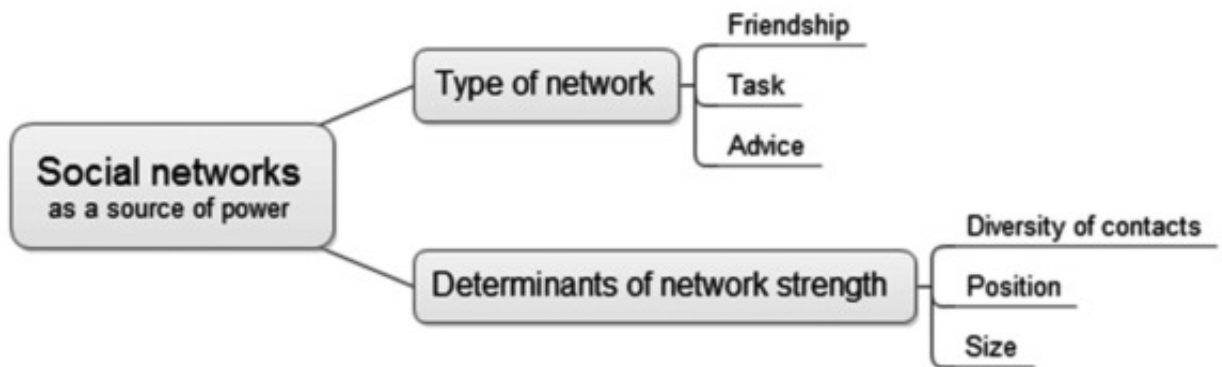 Social networks
as a source of power
Type of network
Friendship
Task
Advice
Determinants of network strength
Diversity of contacts
Position
Size